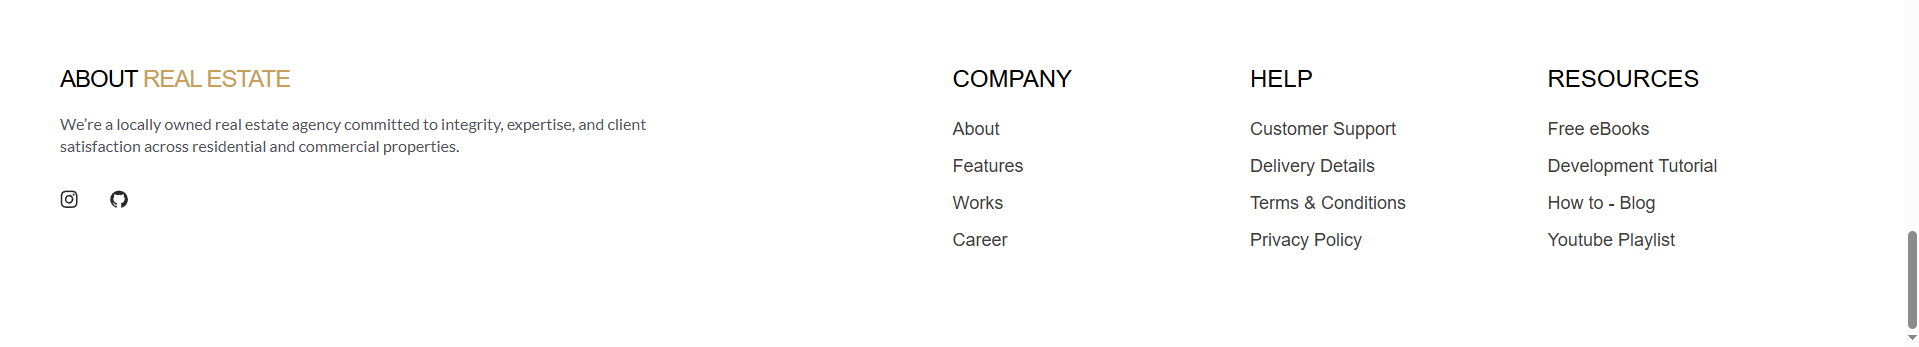 ABOUT REAL ESTATE
We’re a locally owned real estate agency committed to integrity, expertise, and client
satisfaction across residential and commercial properties.
COMPANY
About
Features
Works
Career
HELP
Customer Support
Delivery Details
Terms & Conditions
Privacy Policy
RESOURCES
Free eBooks
Development Tutorial
How to - Blog
Youtube Playlist